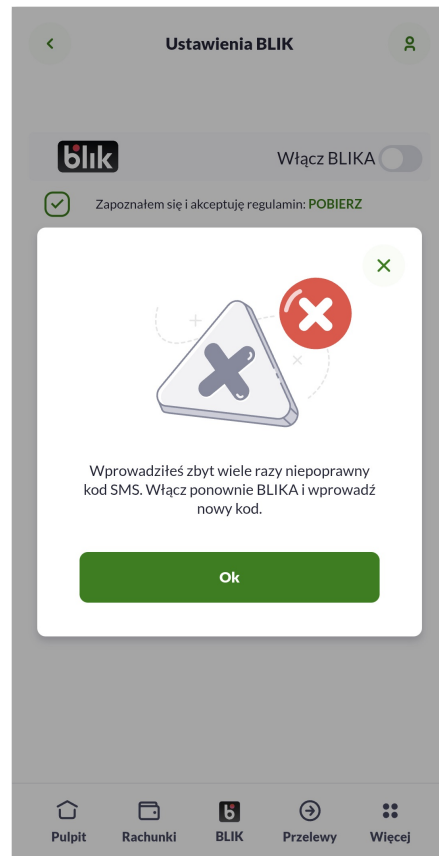 Ustawienia BLIK
blik
Włącz BLIKA
Zapoznałem się i akceptuję regulamin: POBIERZ
Wprowadziłeś zbyt wiele razy niepoprawny
kod SMS. Włącz ponownie BLIKA i wprowadź
nowy kod.
Ok
Pulpit
Rachunki
BLIK
Przelewy
Więcej